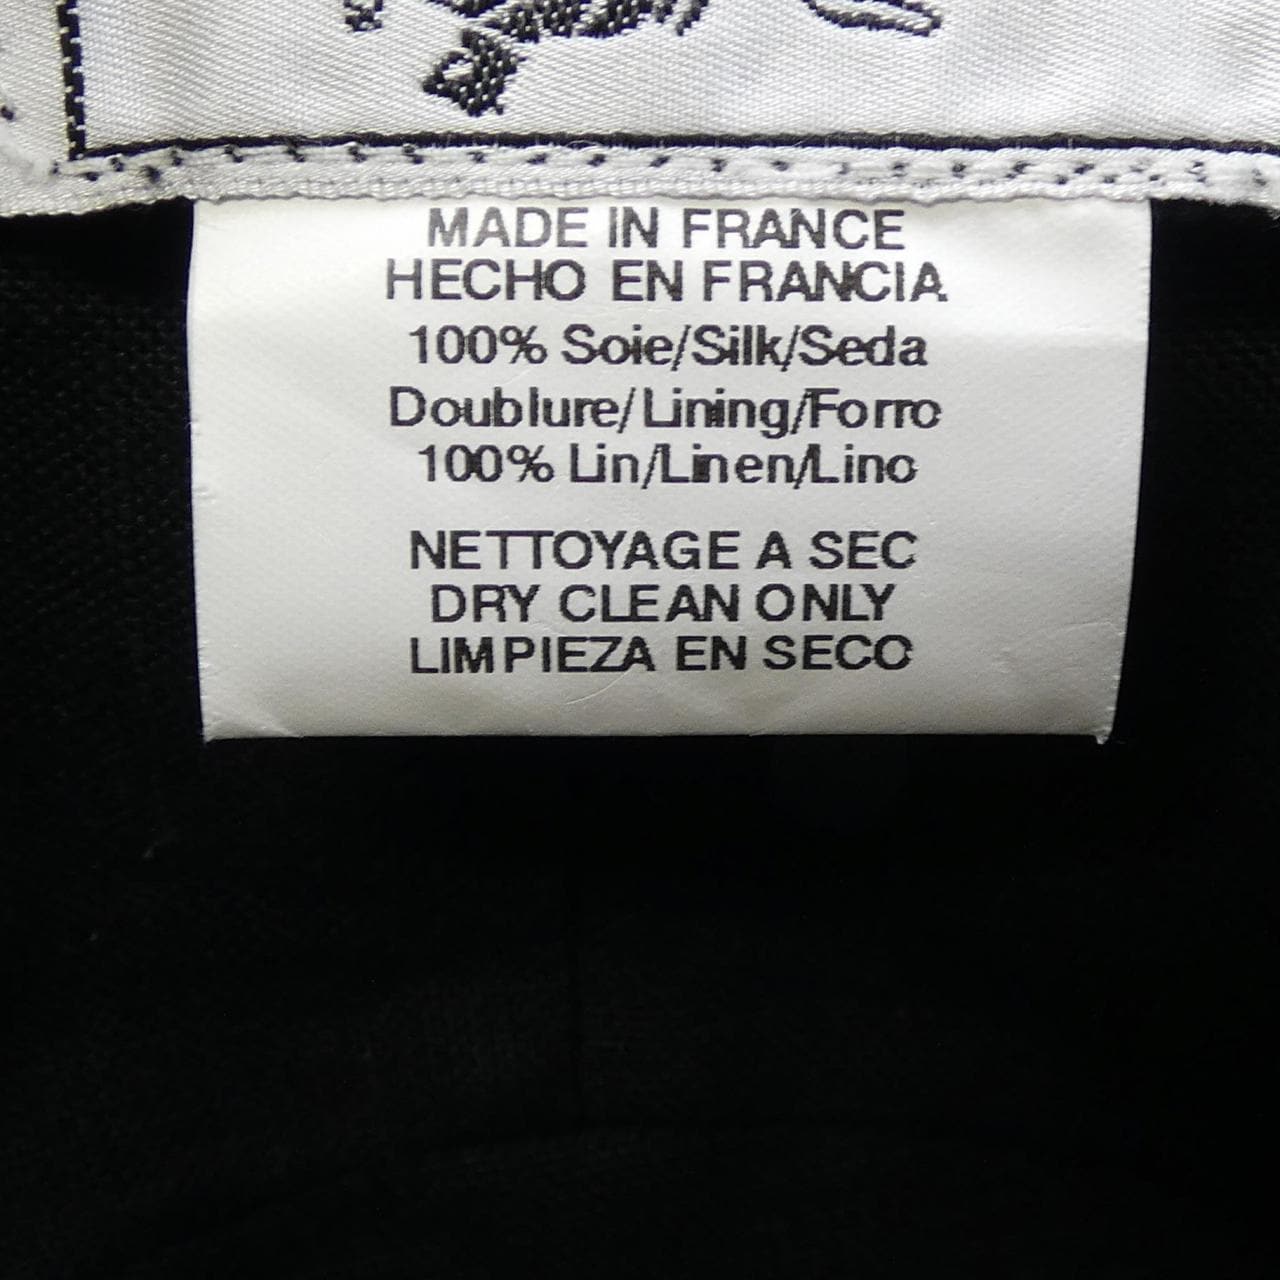 MADE IN FRANCE
HECHO EN FRANCIA
100% Soie/Silk/Seda
Doublure/Lining/Forro
100% Lin/Linen/Lino
NETTOYAGE A SEC
DRY CLEAN ONLY
LIMPIEZA EN SECO